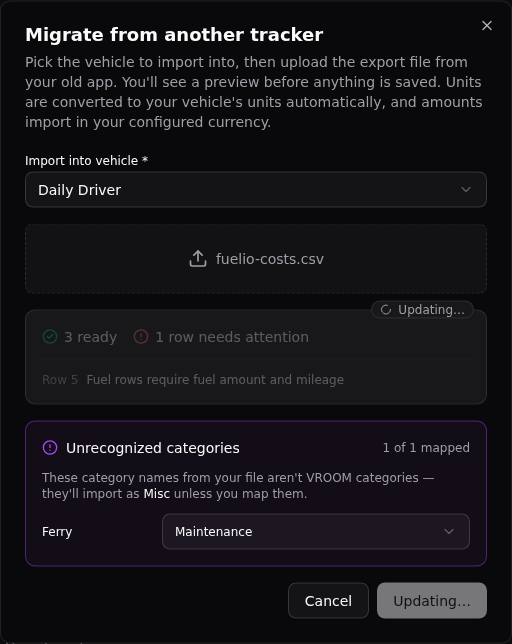 Migrate from another tracker
Pick the vehicle to import into, then upload the export file from
your old app. You'll see a preview before anything is saved. Units
are converted to your vehicle's units automatically, and amounts
import in your configured currency.
Import into vehicle *
Daily Driver
fuelio-costs.csv
Updating...
3 ready 1 row needs attention
Row 5 Fuel rows require fuel amount and mileage
Unrecognized categories 1 of 1 mapped
These category names from your file aren't VROOM categories —
they'll import as Misc unless you map them.
Ferry Maintenance
Cancel Updating...